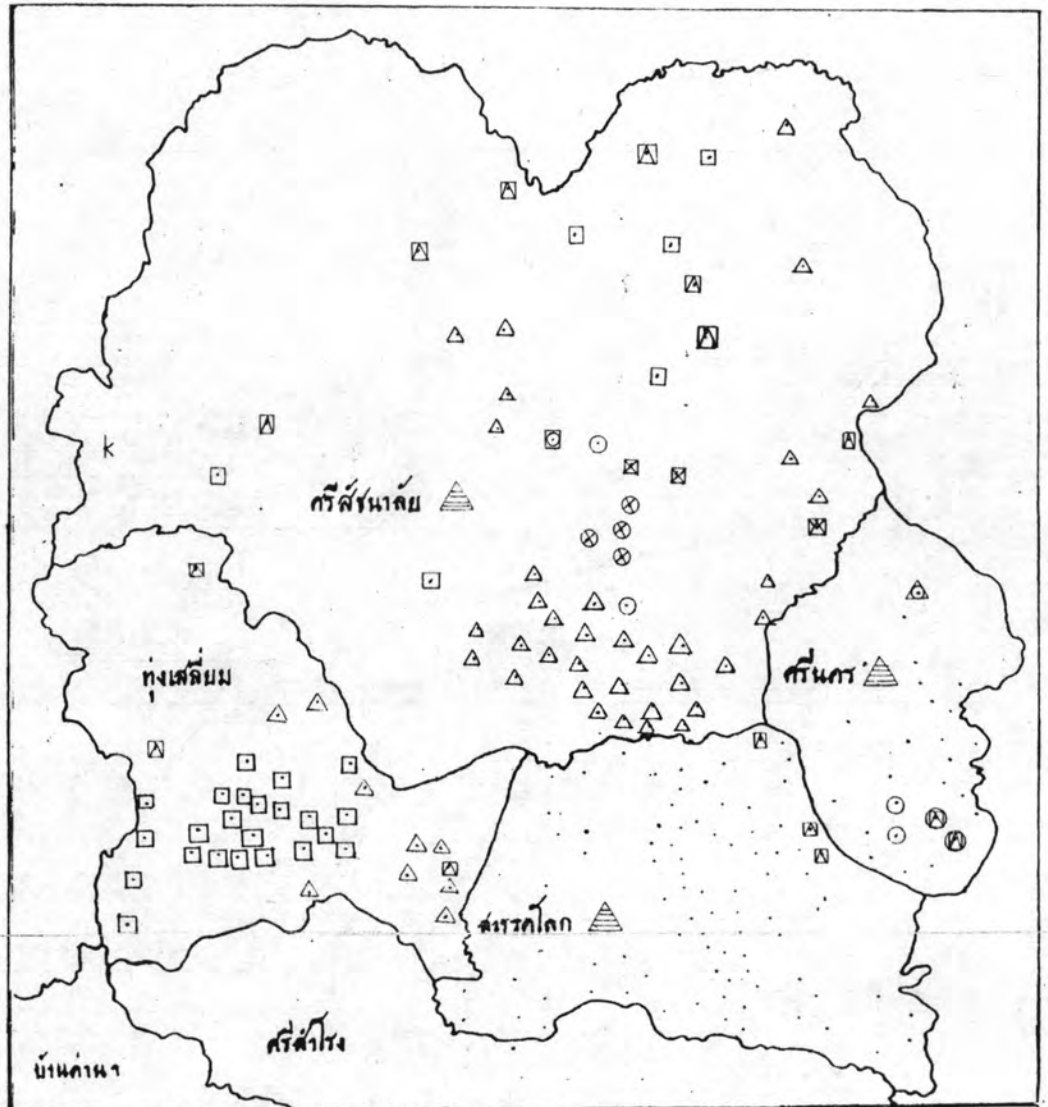 k
ศรีสัชนาลัย
ทุ่งเสลี่ยม
ศรีนคร
สวรรคโลก
ศรีสำโรง
บ้านด่านฯ